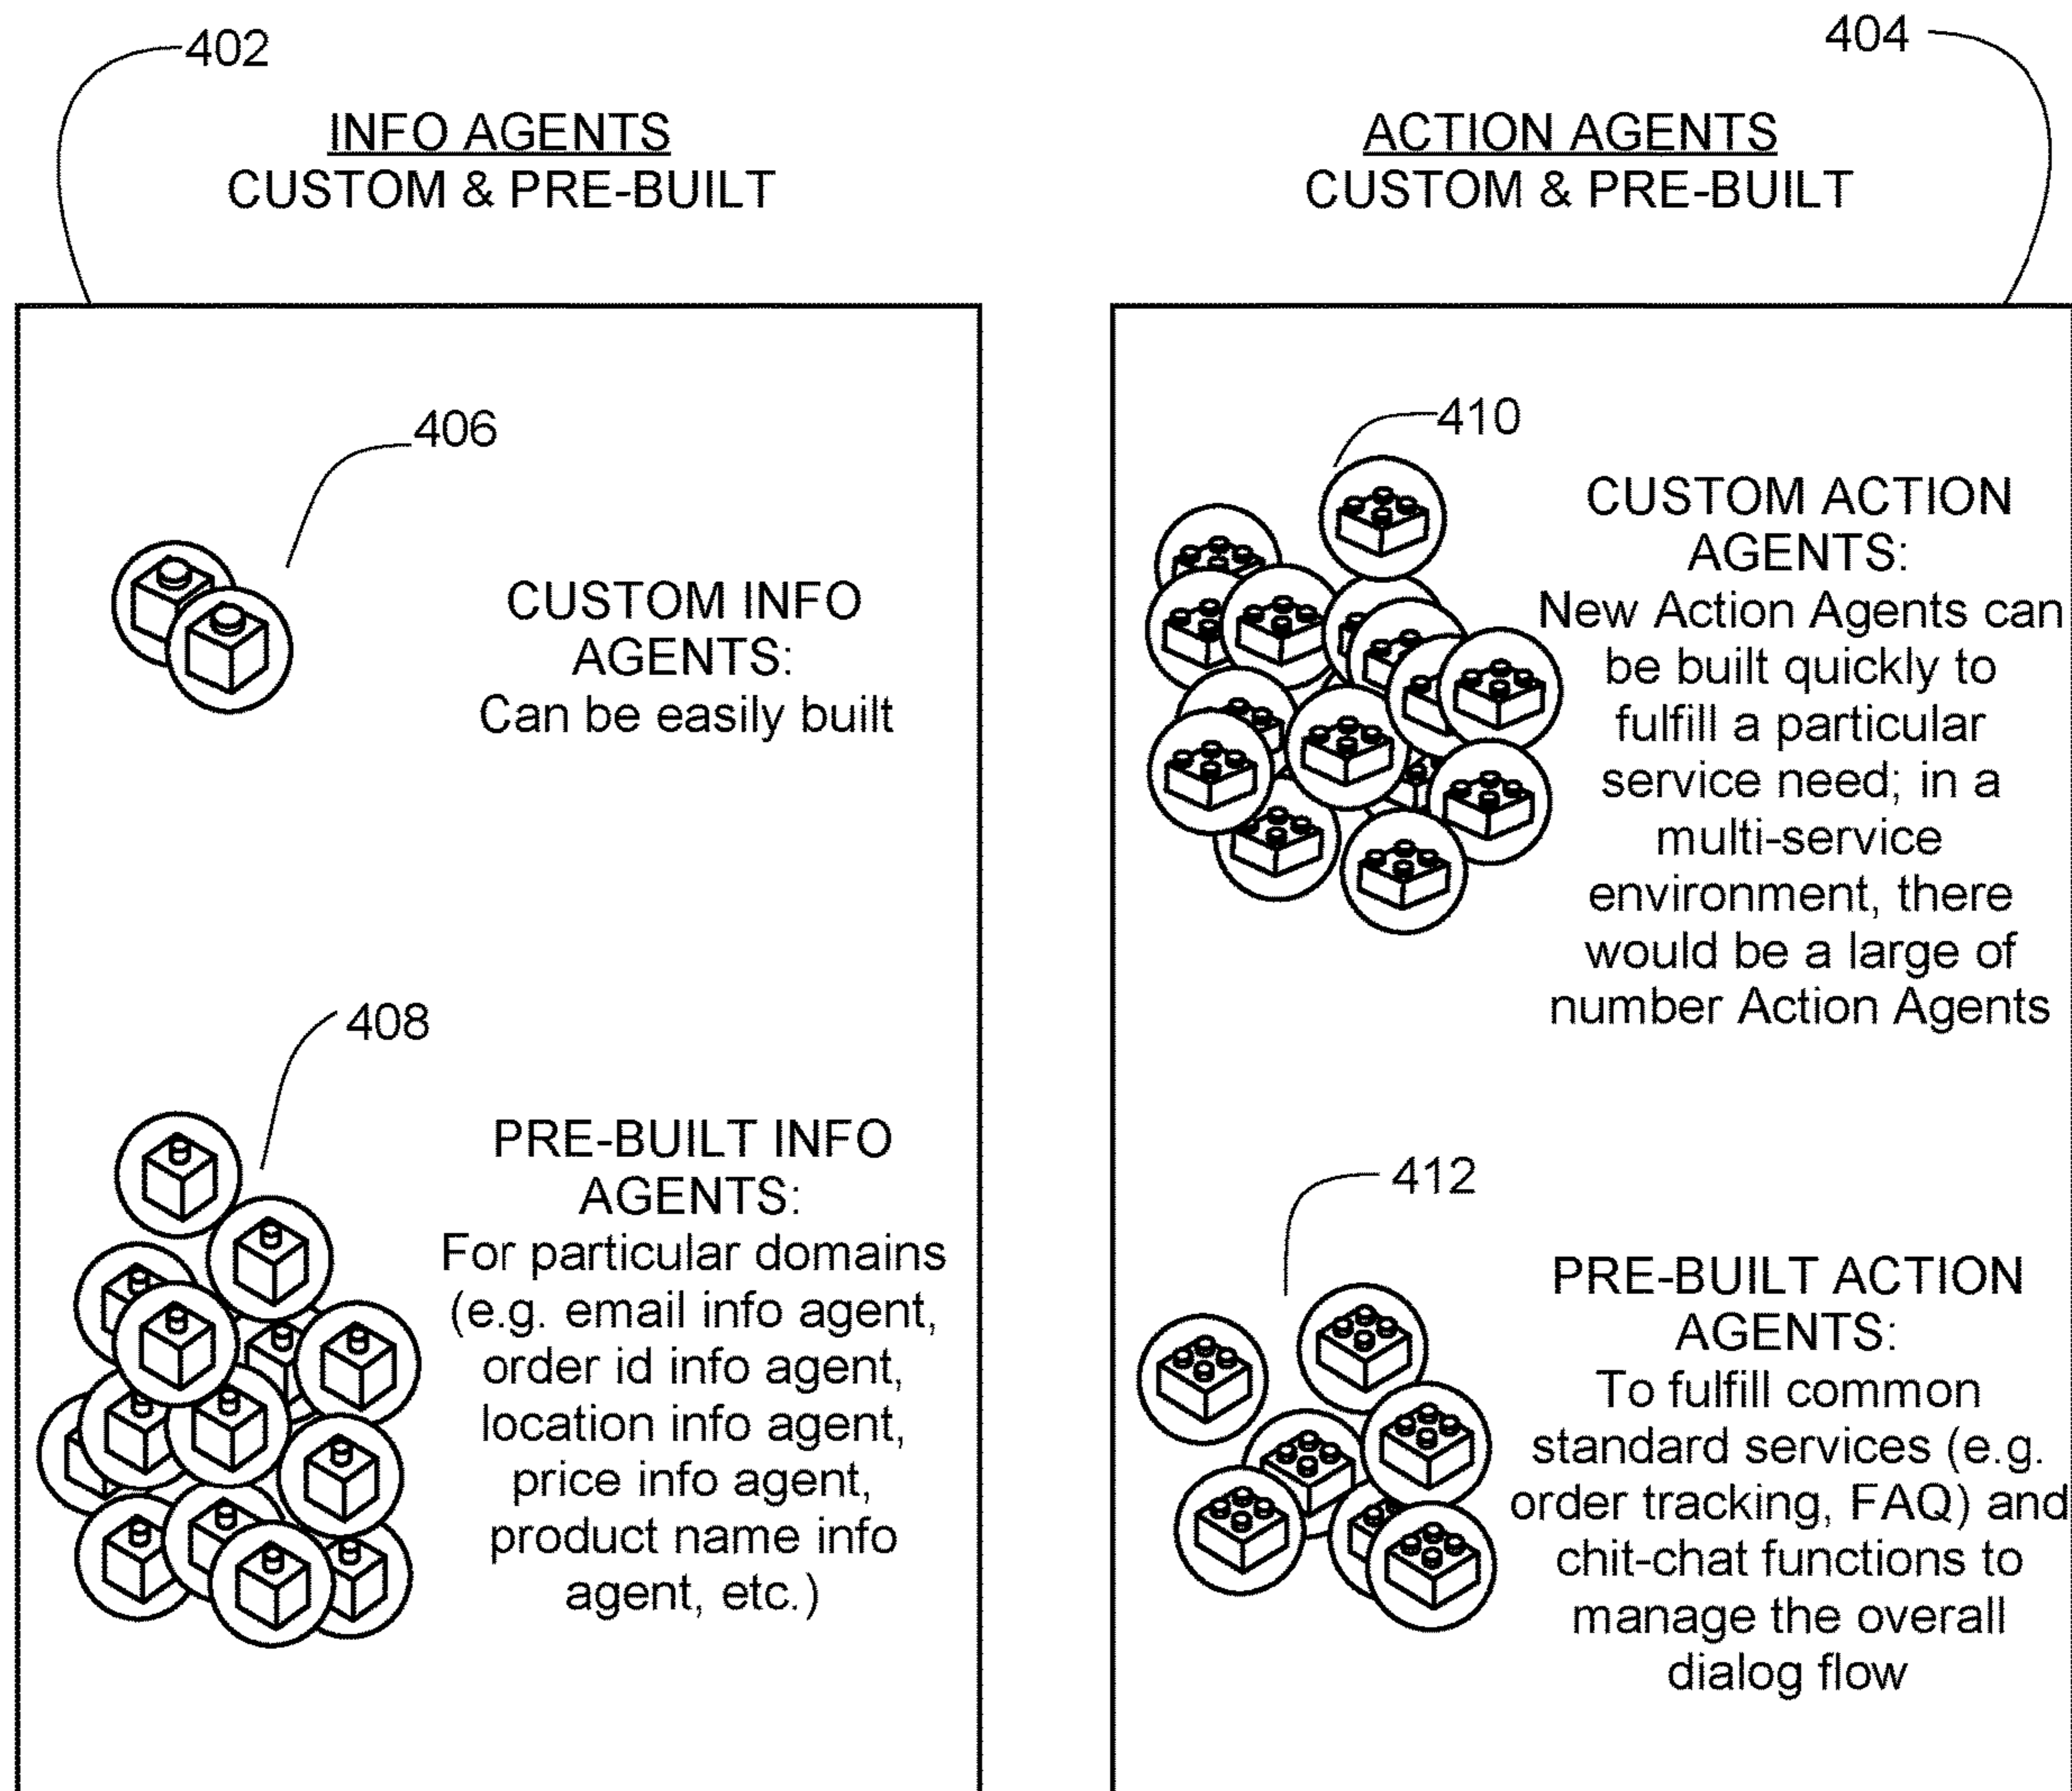 402
INFO AGENTS
CUSTOM & PRE-BUILT
406
CUSTOM INFO
AGENTS:
Can be easily built
408
PRE-BUILT INFO
AGENTS:
For particular domains
(e.g. email info agent,
order id info agent,
location info agent,
price info agent,
product name info
agent, etc.)
404
ACTION AGENTS
CUSTOM & PRE-BUILT
410
CUSTOM ACTION
AGENTS:
New Action Agents can
be built quickly to
fulfill a particular
service need; in a
multi-service
environment, there
would be a large of
number Action Agents
412
PRE-BUILT ACTION
AGENTS:
To fulfill common
standard services (e.g.
order tracking, FAQ) and
chit-chat functions to
manage the overall
dialog flow